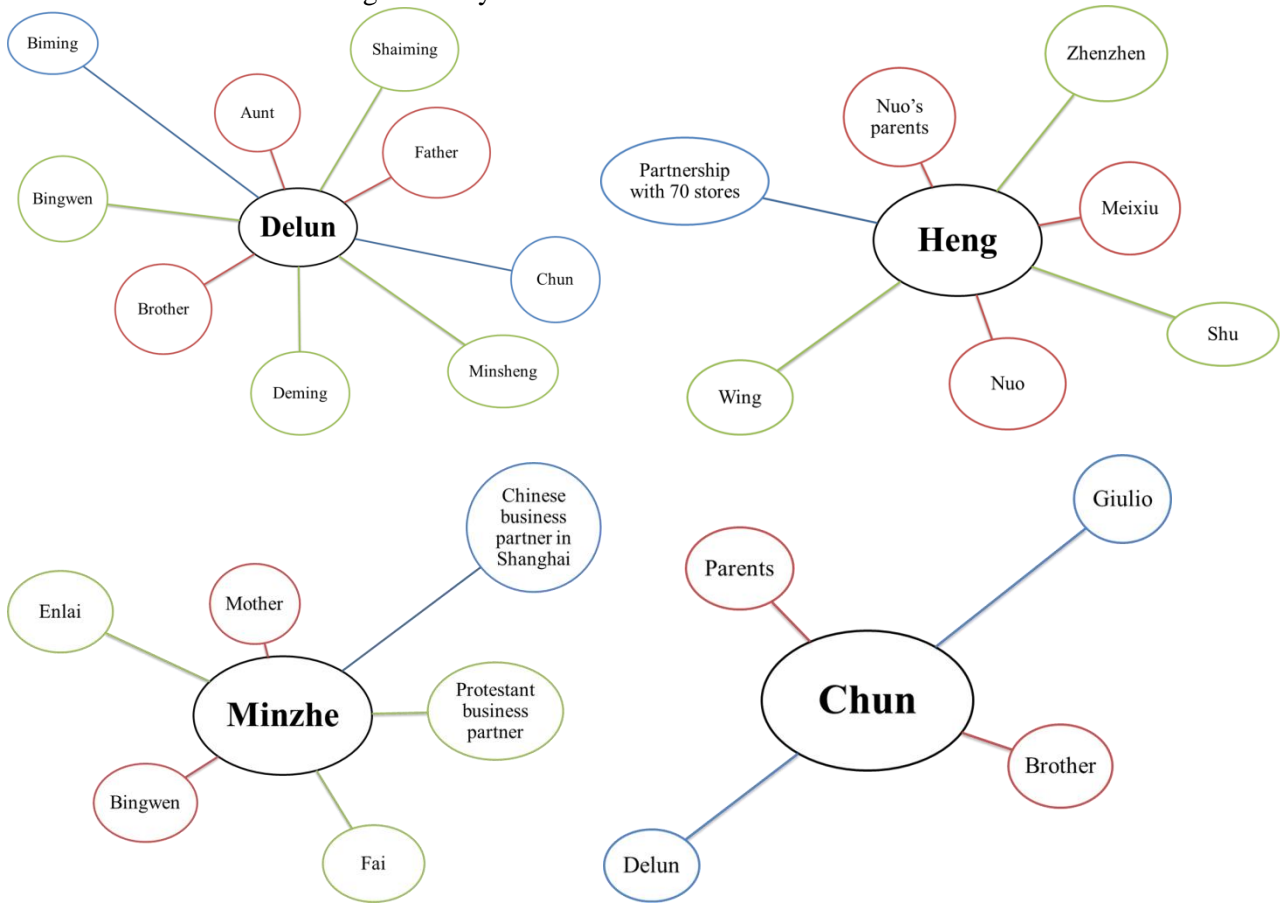 Biming
Shaiming
Aunt
Father
Bingwen
Delun
Chun
Brother
Minsheng
Deming
Zhenzhen
Nuo's
parents
Partnership
with 70 stores
Meixiu
Heng
Shu
Wing
Nuo
Chinese
business
partner in
Shanghai
Enlai
Mother
Protestant
business
partner
Minzhe
Bingwen
Fai
Giulio
Parents
Chun
Brother
Delun